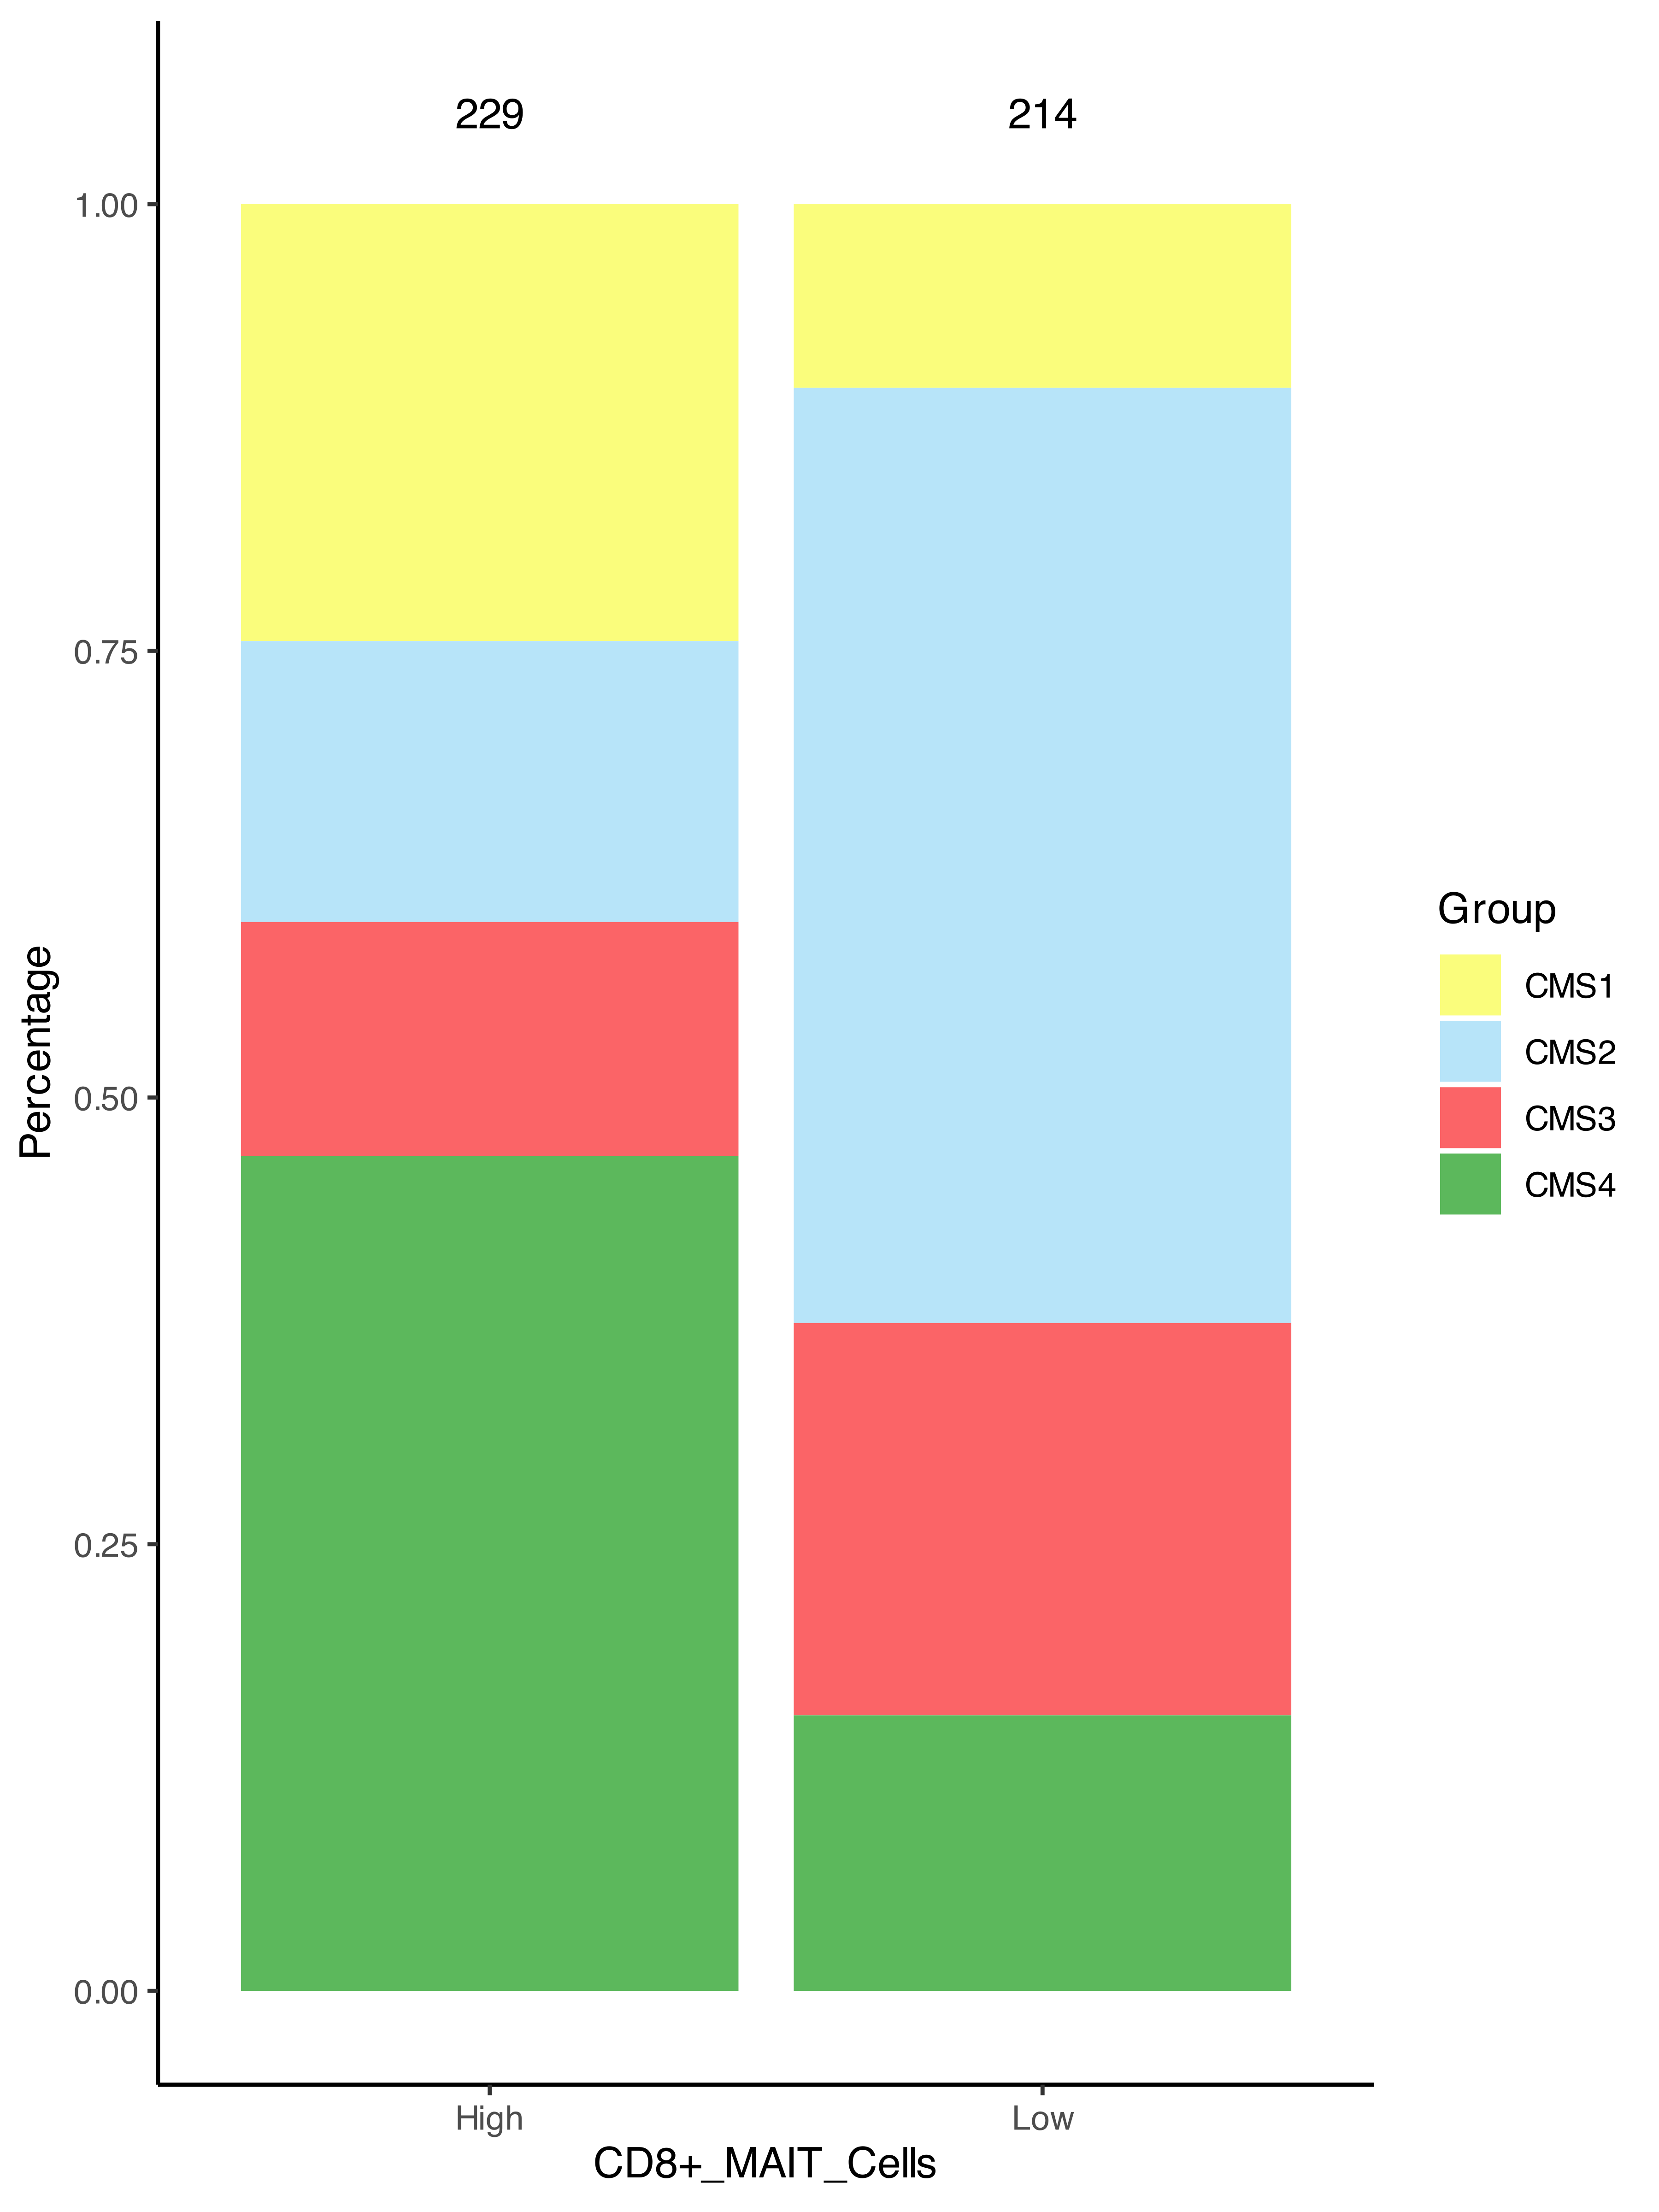 229
214
1.00
0.75
0.50
0.25
0.00
Percentage
High
Low
CD8+_MAIT_Cells
Group
CMS1
CMS2
CMS3
CMS4